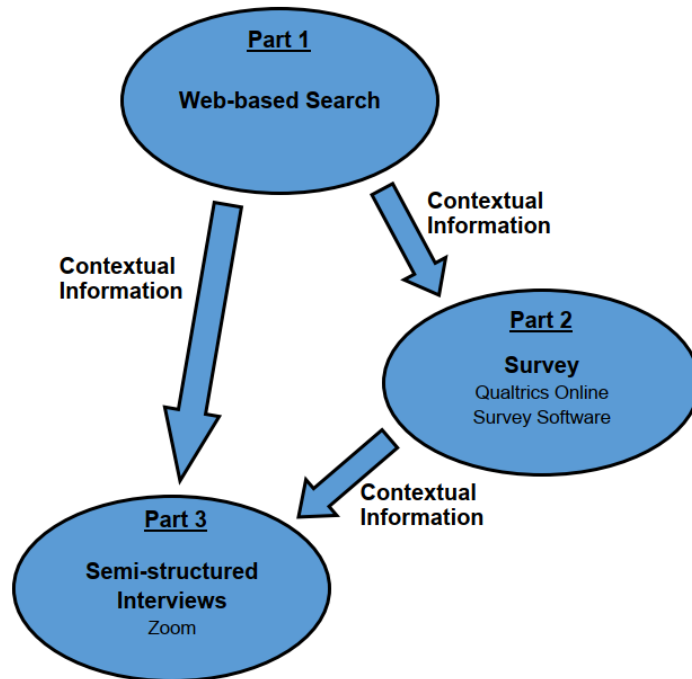 Part 1
Web-based Search
Contextual
Information
Contextual
Information
Part 2
Survey
Qualtrics Online
Survey Software
Contextual
Information
Part 3
Semi-structured
Interviews
Zoom